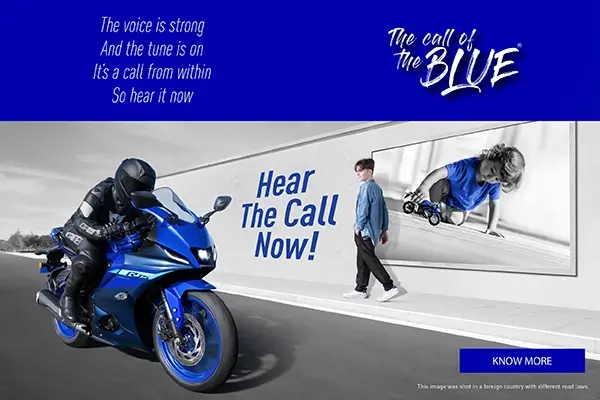 The voice is strong
And the tune is on
It's a call from within
So hear it now
The call of
the BLUE®
Hear
The Call
Now!
KNOW MORE
This image was shot in a foreign country with different road laws.